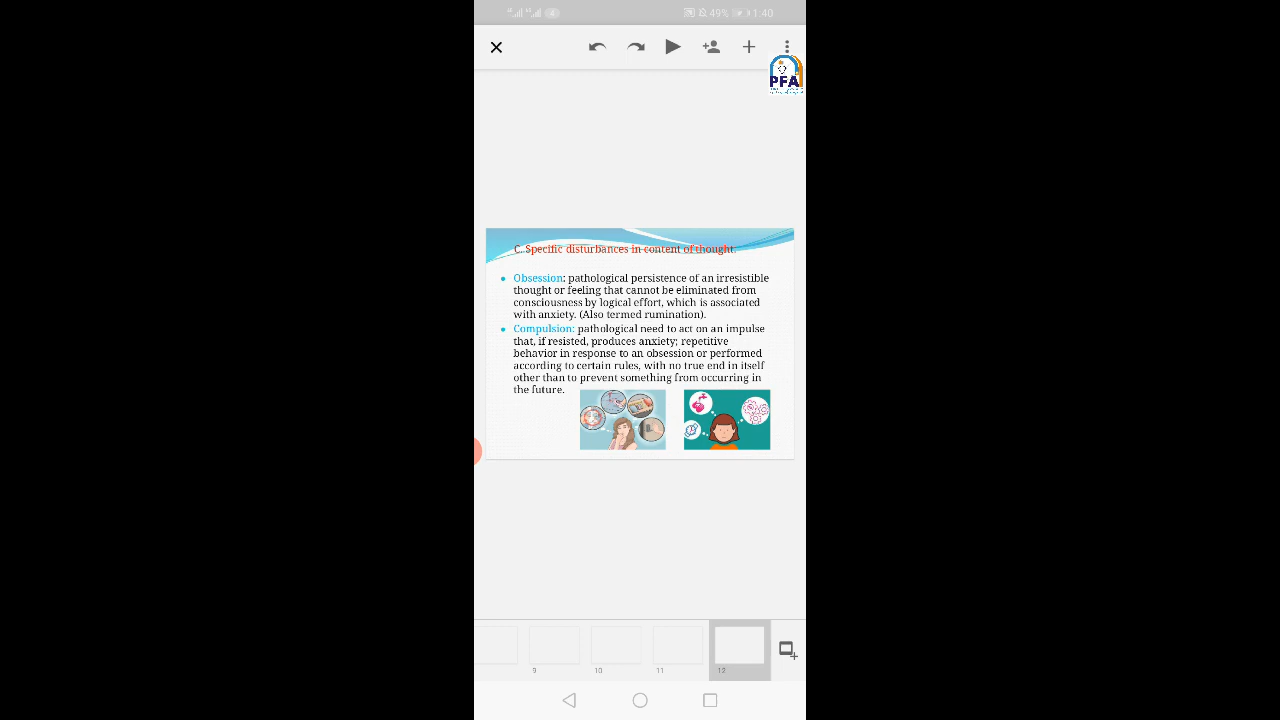 49% 1:40
PFA
C. Specific disturbances in content of thought.
Obsession: pathological persistence of an irresistible
thought or feeling that cannot be eliminated from
consciousness by logical effort, which is associated
with anxiety. (Also termed rumination).
Compulsion: pathological need to act on an impulse
that, if resisted, produces anxiety; repetitive
behavior in response to an obsession or performed
according to certain rules, with no true end in itself
other than to prevent something from occurring in
the future.
9 10 11 12